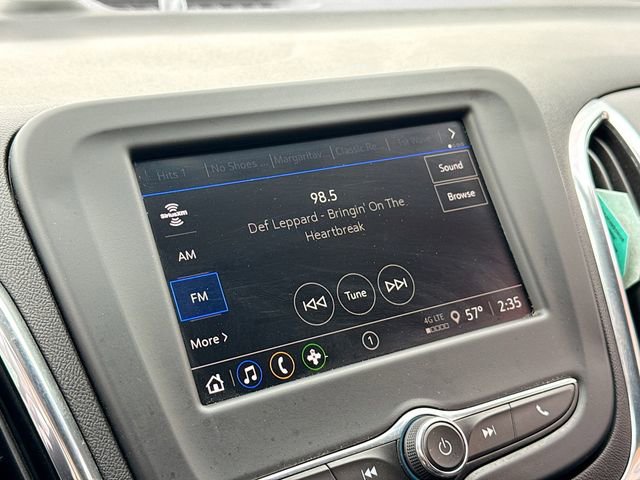 Hits 1 No Shoes ... Margaritav... Classic Re...
98.5
Sound
SiriusXM
Def Leppard - Bringin' On The
Heartbreak
Browse
AM
FM
Tune
More
4G LTE 57° 2:35
1